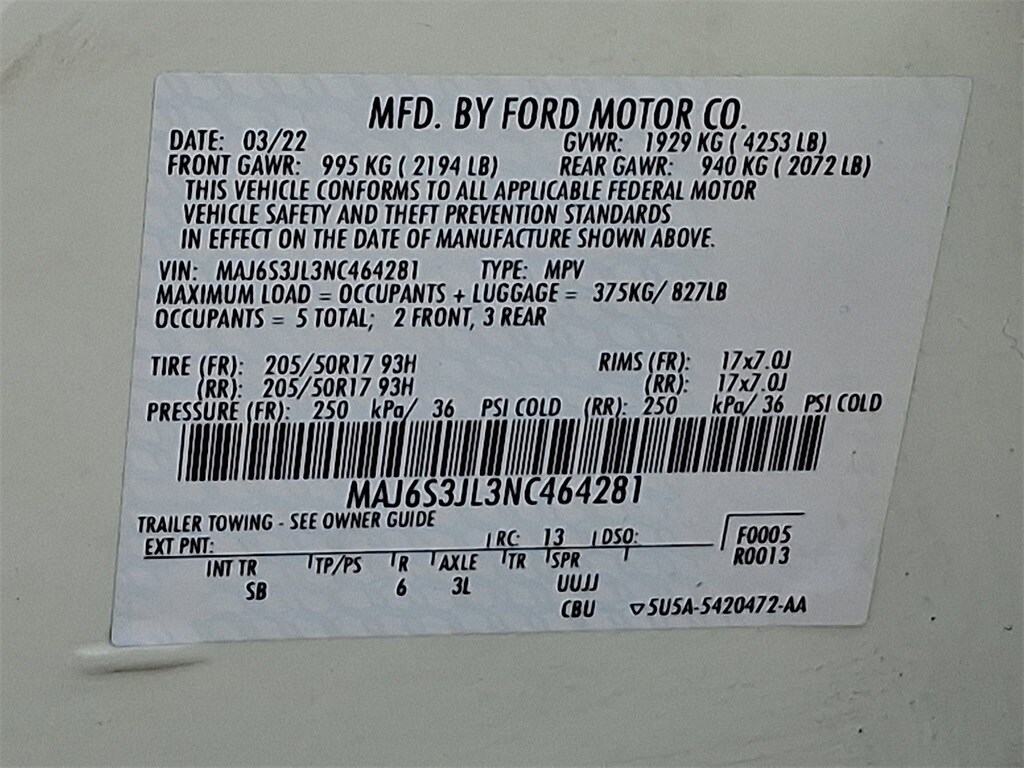 MFD. BY FORD MOTOR CO.
DATE: 03/22 GVWR: 1929 KG ( 4253 LB)
FRONT GAWR: 995 KG ( 2194 LB) REAR GAWR: 940 KG ( 2072 LB)
THIS VEHICLE CONFORMS TO ALL APPLICABLE FEDERAL MOTOR
VEHICLE SAFETY AND THEFT PREVENTION STANDARDS
IN EFFECT ON THE DATE OF MANUFACTURE SHOWN ABOVE.
VIN: MAJ6S3JL3NC464281 TYPE: MPV
MAXIMUM LOAD = OCCUPANTS + LUGGAGE = 375KG/ 827LB
OCCUPANTS = 5 TOTAL; 2 FRONT, 3 REAR
TIRE (FR): 205/50R17 93H RIMS (FR): 17x7.0J
(RR): 205/50R17 93H (RR): 17x7.0J
PRESSURE (FR): 250 kPa/ 36 PSI COLD (RR): 250 kPa/ 36 PSI COLD
MAJ6S3JL3NC464281
TRAILER TOWING - SEE OWNER GUIDE
EXT PNT: RC: 13 DSO: F0005
R0013
INT TR TP/PS R AXLE TR SPR
SB 6 3L UUJJ
CBU ▽5U5A-5420472-AA